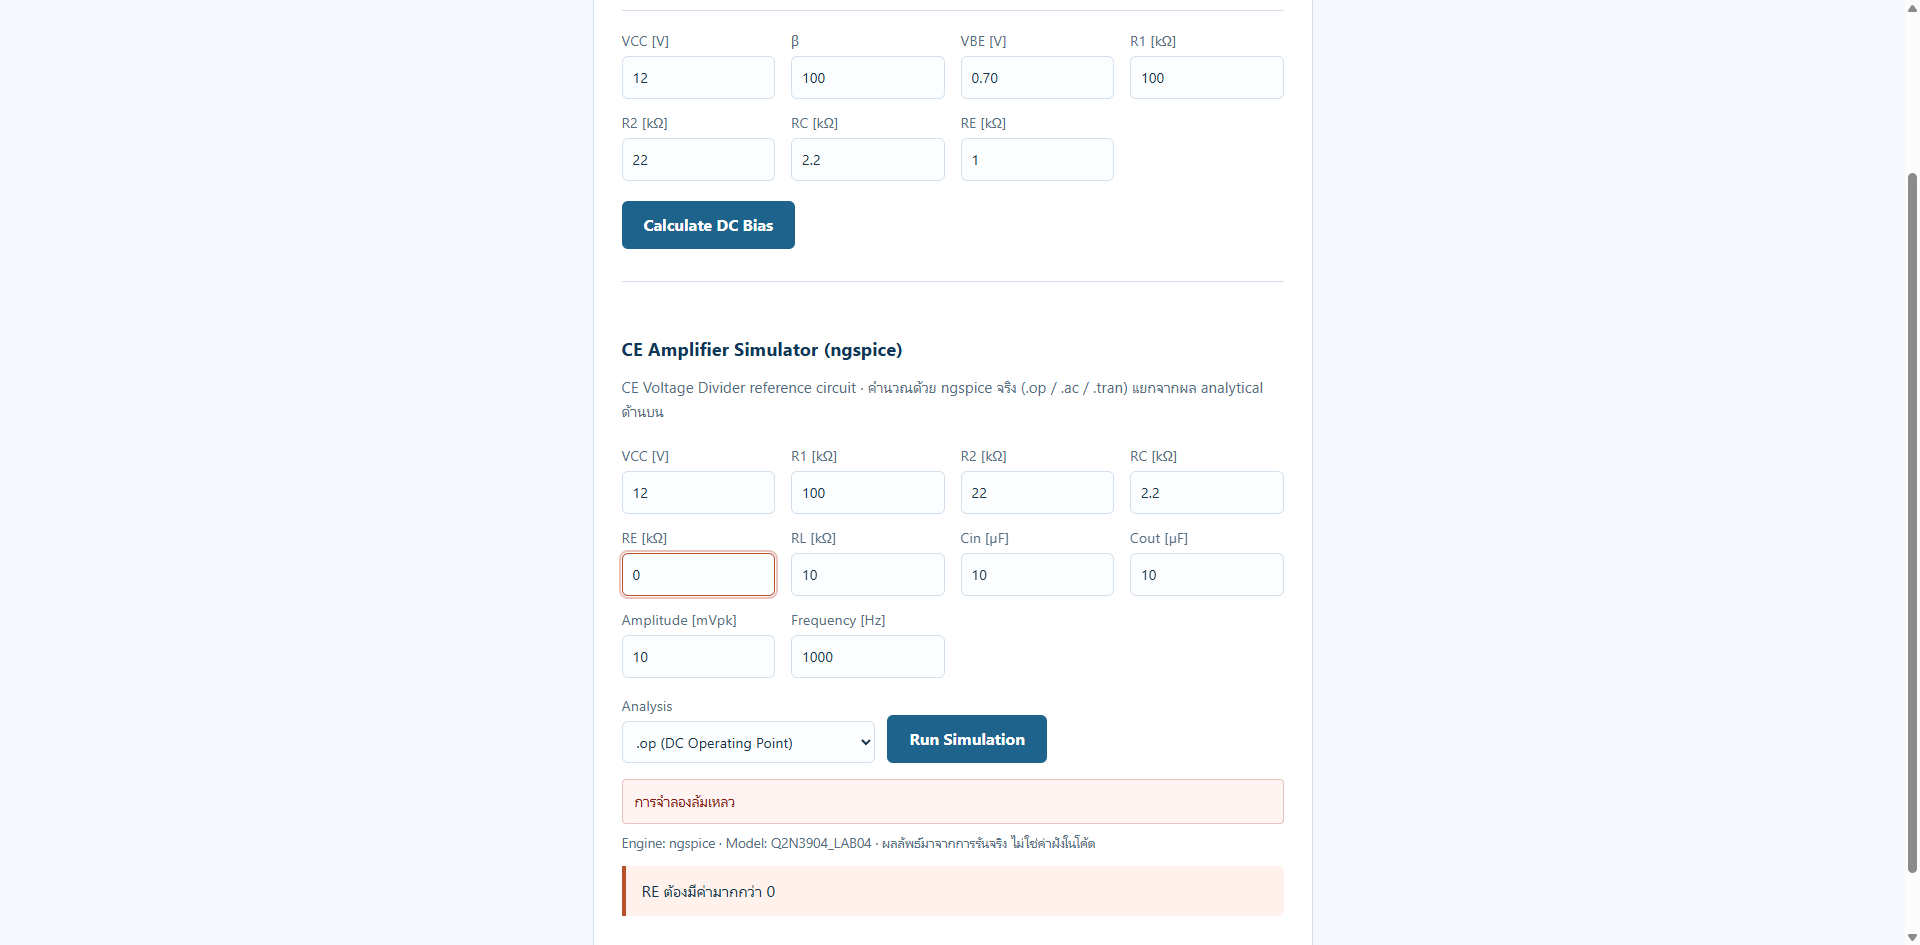 VCC [V] β VBE [V] R1 [kΩ]
12 100 0.70 100
R2 [kΩ] RC [kΩ] RE [kΩ]
22 2.2 1
Calculate DC Bias
CE Amplifier Simulator (ngspice)
CE Voltage Divider reference circuit · คำนวณด้วย ngspice จริง (.op / .ac / .tran) แยกจากผล analytical
ด้านบน
VCC [V] R1 [kΩ] R2 [kΩ] RC [kΩ]
12 100 22 2.2
RE [kΩ] RL [kΩ] Cin [µF] Cout [µF]
0 10 10 10
Amplitude [mVpk] Frequency [Hz]
10 1000
Analysis
.op (DC Operating Point) Run Simulation
การจำลองล้มเหลว
Engine: ngspice · Model: Q2N3904_LAB04 · ผลลัพธ์มาจากการรันจริง ไม่ใช่ค่าฝังในโค้ด
RE ต้องมีค่ามากกว่า 0